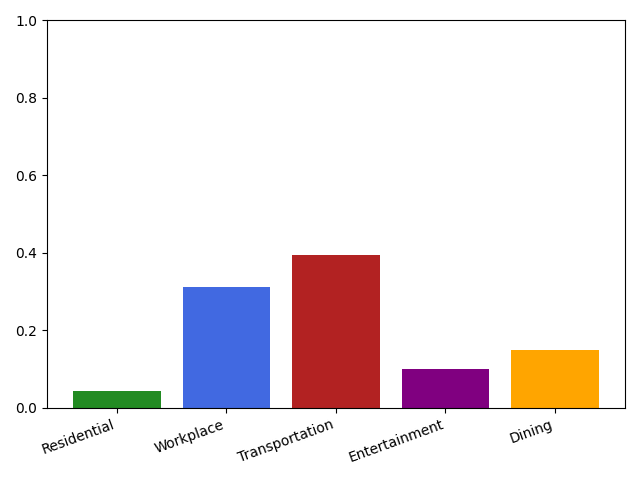 1.0
0.8
0.6
0.4
0.2
0.0
Residential
Workplace
Transportation
Entertainment
Dining